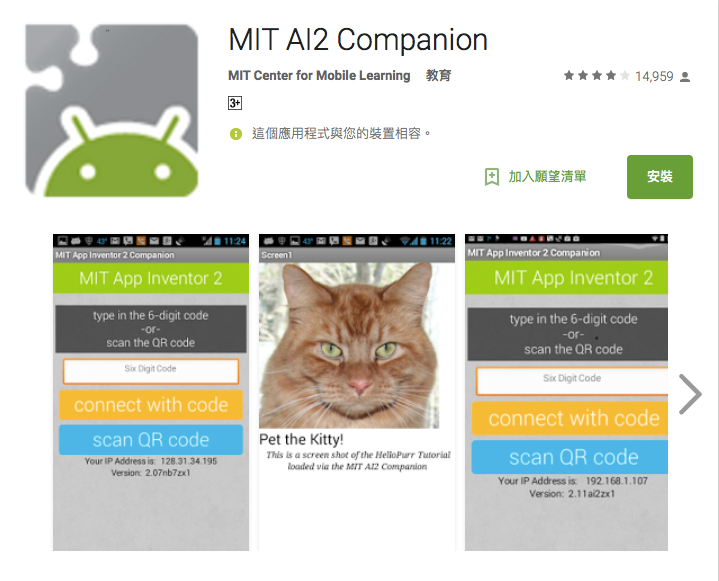 MIT AI2 Companion
MIT Center for Mobile Learning 教育
14,959
3+
這個應用程式與您的裝置相容。
加入願望清單
安裝
43° 11:24
MIT App Inventor 2 Companion
MIT App Inventor 2
type in the 6-digit code
-or-
scan the QR code
Six Digit Code
connect with code
scan QR code
Your IP Address is: 128.31.34.195
Version: 2.07nb7zx1
43° 11:22
Screen1
Pet the Kitty!
This is a screen shot of the HelloPurr Tutorial
loaded via the MIT AI2 Companion
MIT App Inventor 2 Companion
MIT App Inventor 2
type in the 6-digit code
-or-
scan the QR code
Six Digit Code
connect with code
scan QR code
Your IP Address is: 192.168.1.107
Version: 2.11ai2zx1